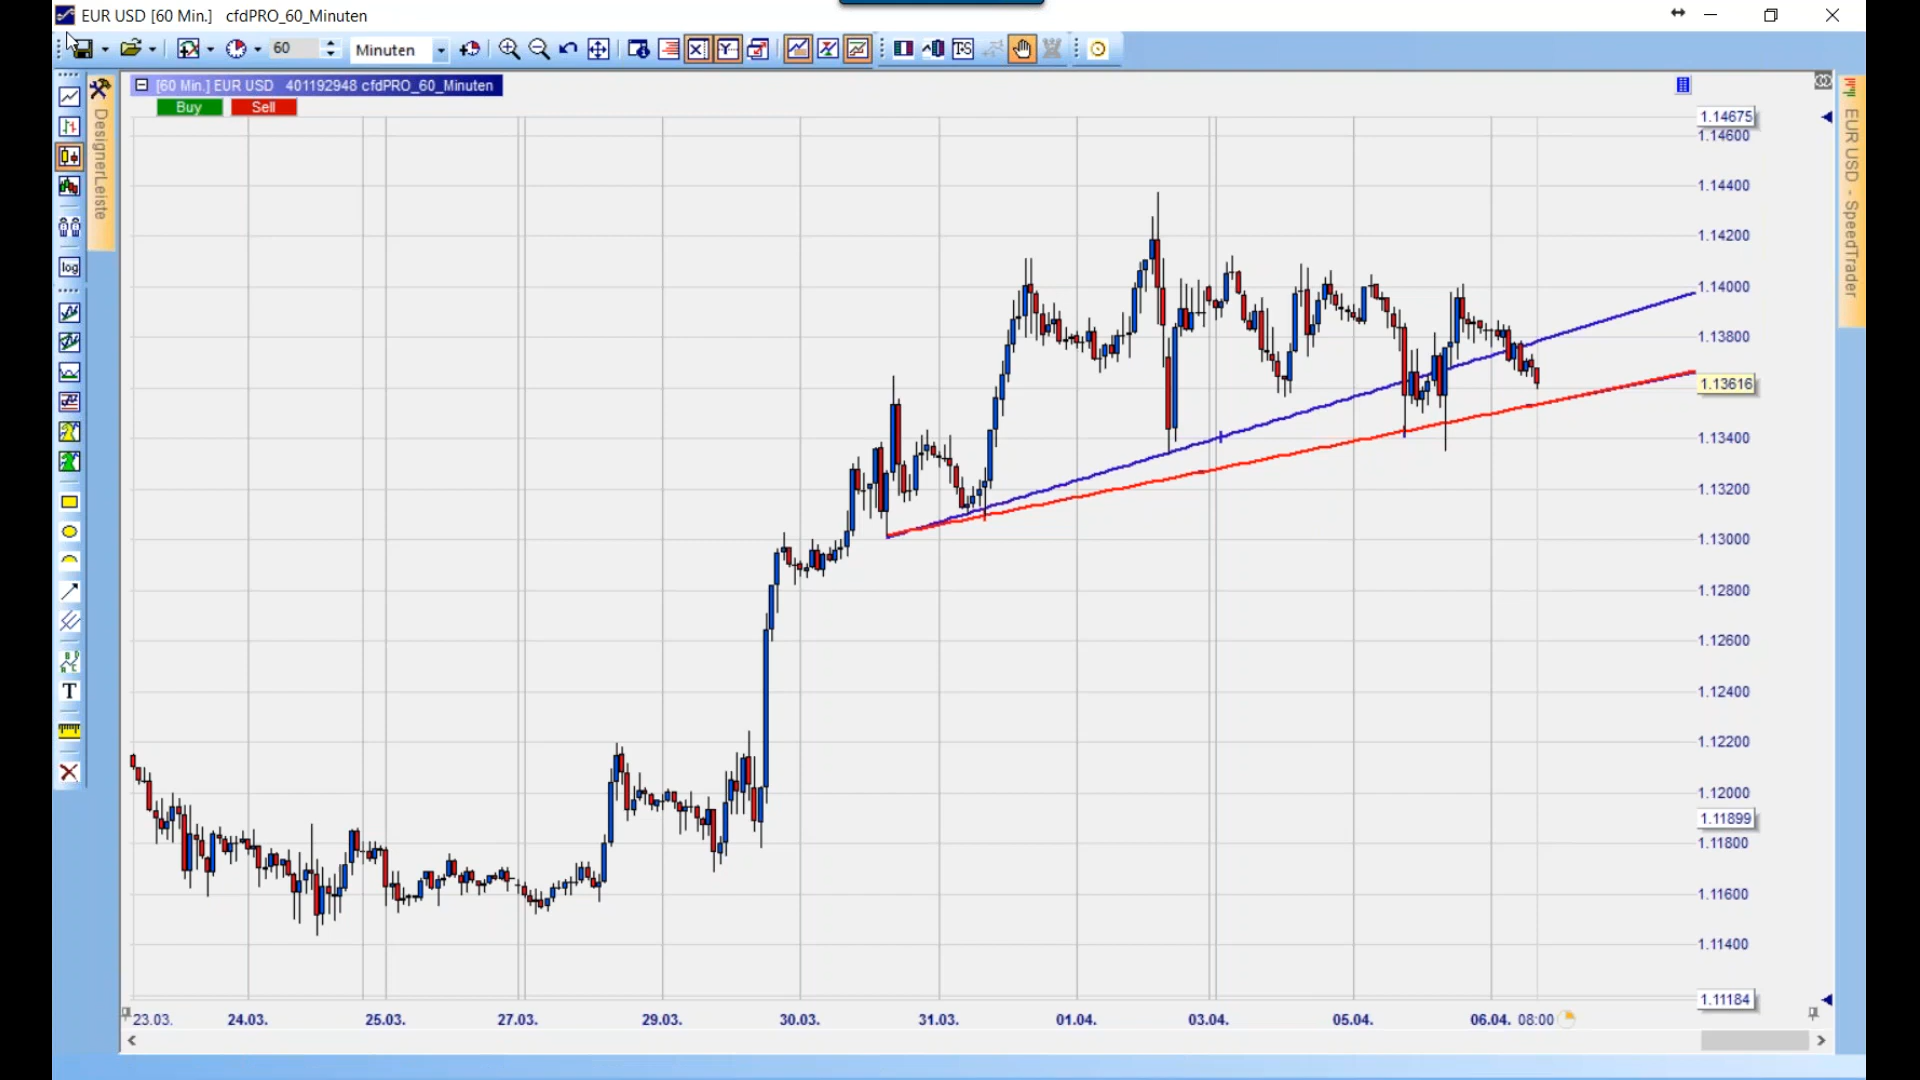 EUR USD [60 Min.] cfdPRO_60_Minuten
60 Minuten
T-S
[60 Min.] EUR USD 401192948 cfdPRO_60_Minuten
Buy Sell
DesignerLeiste
log
T
EUR USD - SpeedTrader
1.14675
1.14600
1.14400
1.14200
1.14000
1.13800
1.13616
1.13400
1.13200
1.13000
1.12800
1.12600
1.12400
1.12200
1.12000
1.11899
1.11800
1.11600
1.11400
1.11184
23.03. 24.03. 25.03. 27.03. 29.03. 30.03. 31.03. 01.04. 03.04. 05.04. 06.04. 08:00